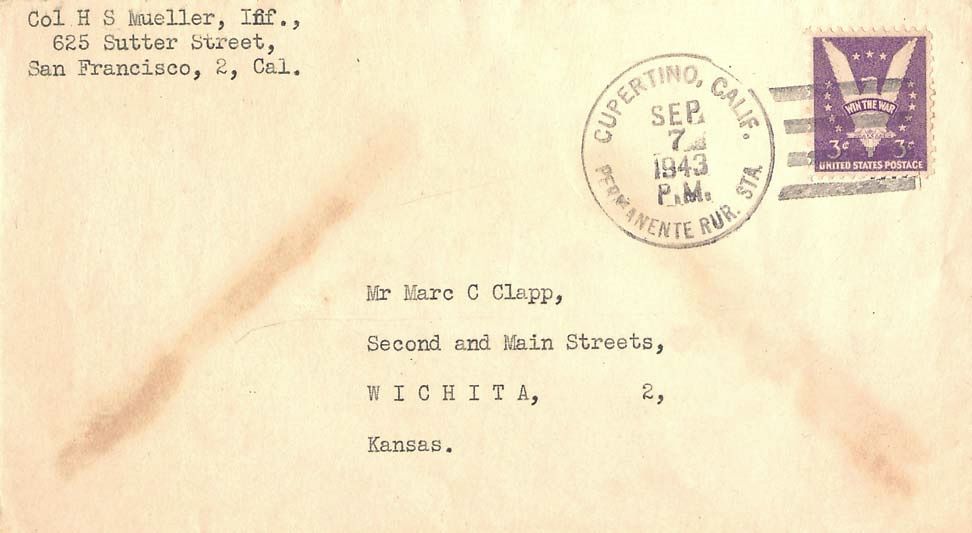 Col H S Mueller, Inf.,
625 Sutter Street,
San Francisco, 2, Cal.
CUPERTINO, CALIF.
SEP
7
1943
P.M.
PERMANENTE RUR. STA.
WIN THE WAR
3¢ 3¢
UNITED STATES POSTAGE
Mr Marc C Clapp,
Second and Main Streets,
W I C H I T A, 2,
Kansas.